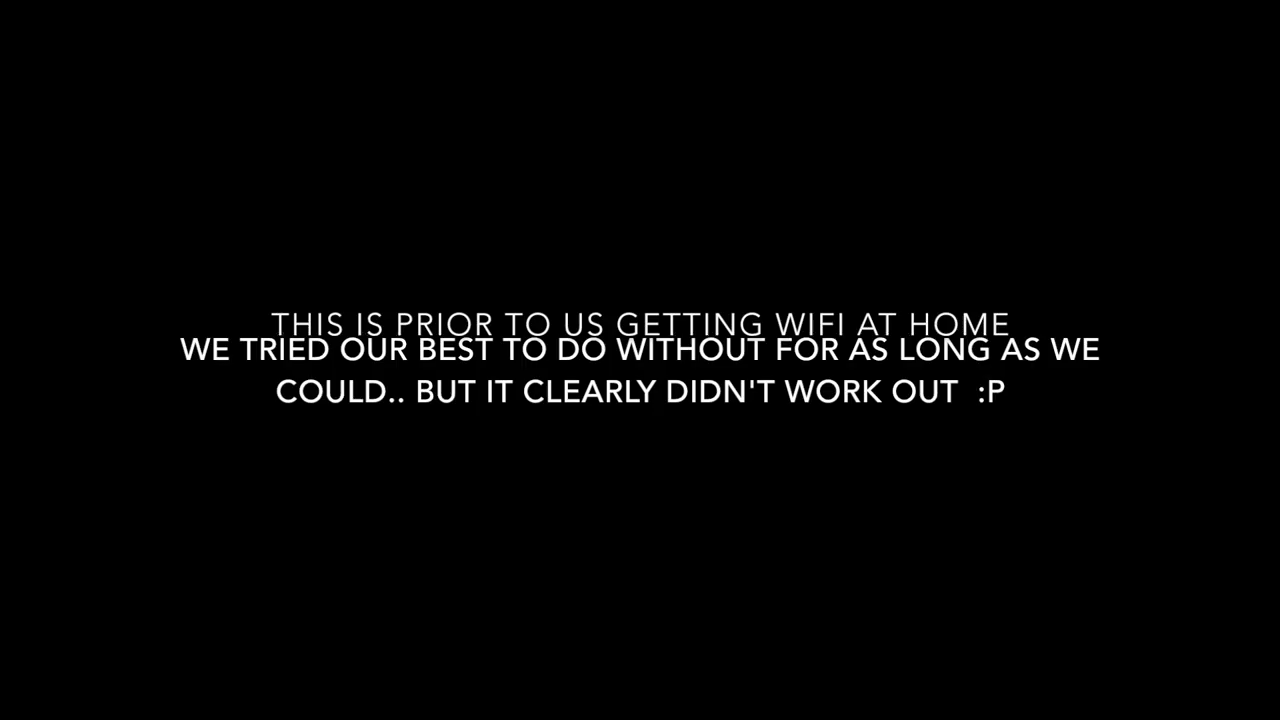 THIS IS PRIOR TO US GETTING WIFI AT HOME
WE TRIED OUR BEST TO DO WITHOUT FOR AS LONG AS WE
COULD.. BUT IT CLEARLY DIDN'T WORK OUT :P